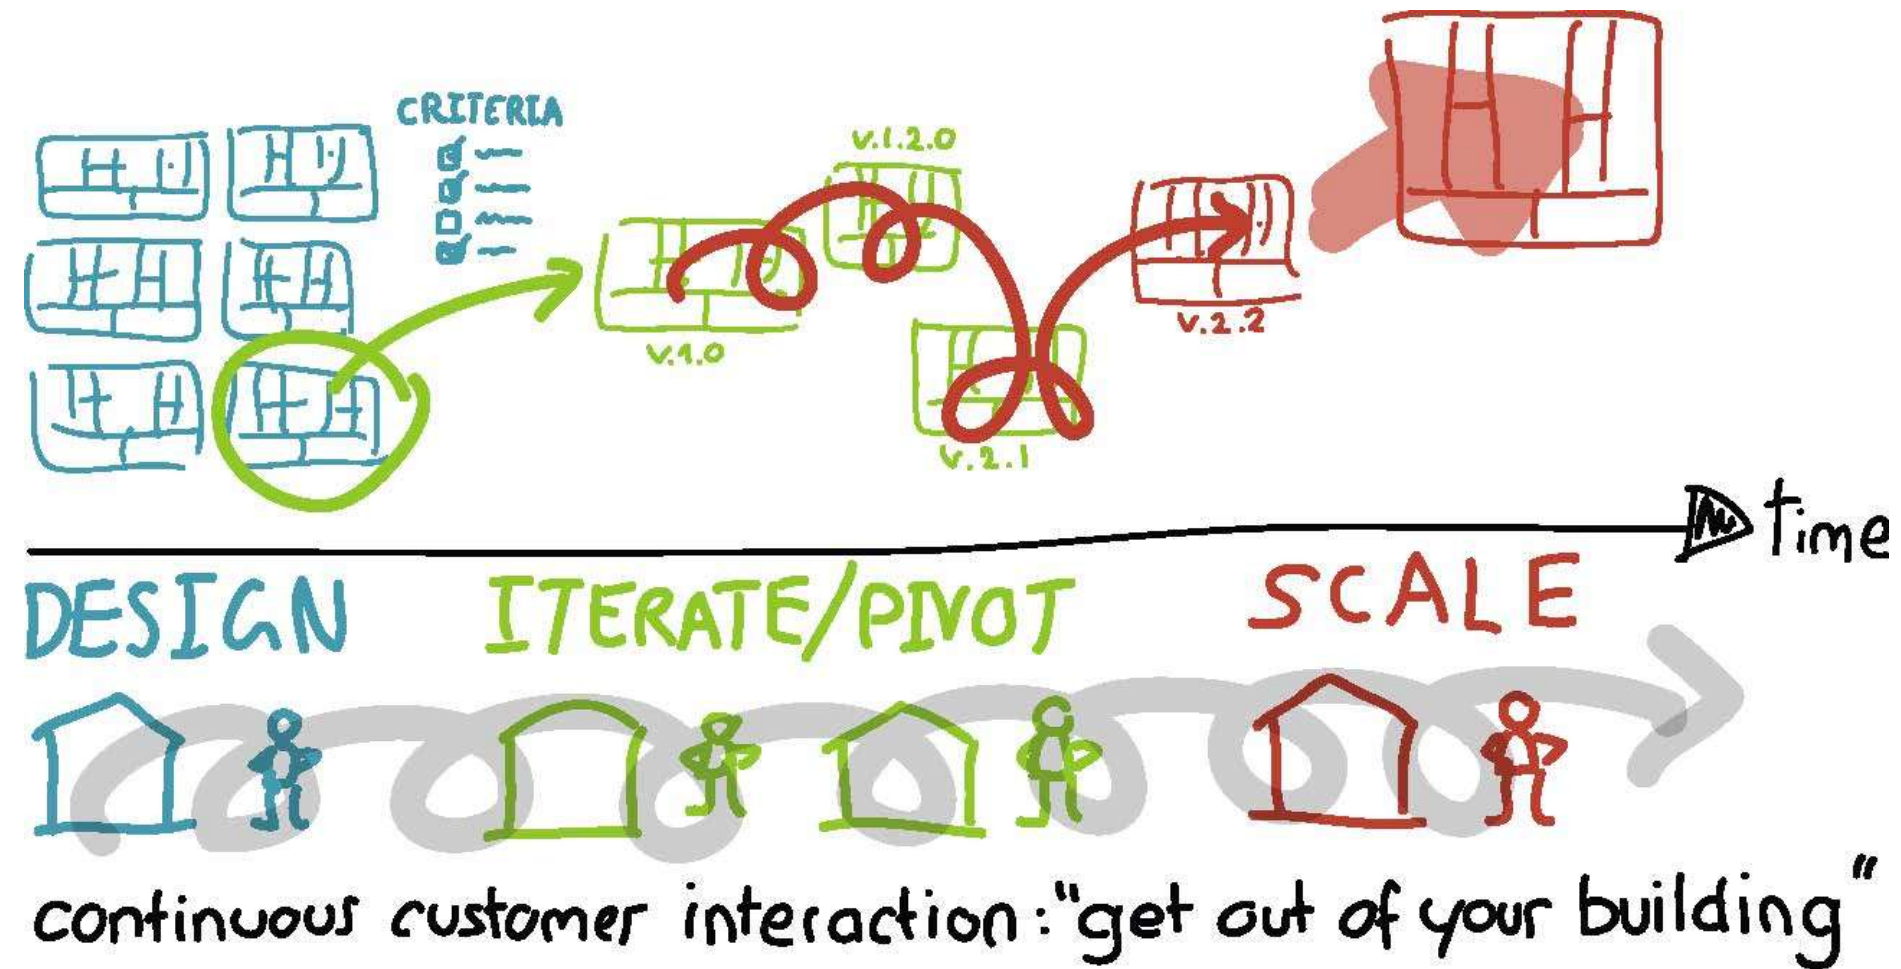 CRITERIA
v.1.0
v.1.2.0
v.2.1
v.2.2
time
DESIGN
ITERATE/PIVOT
SCALE
continuous customer interaction: "get out of your building"